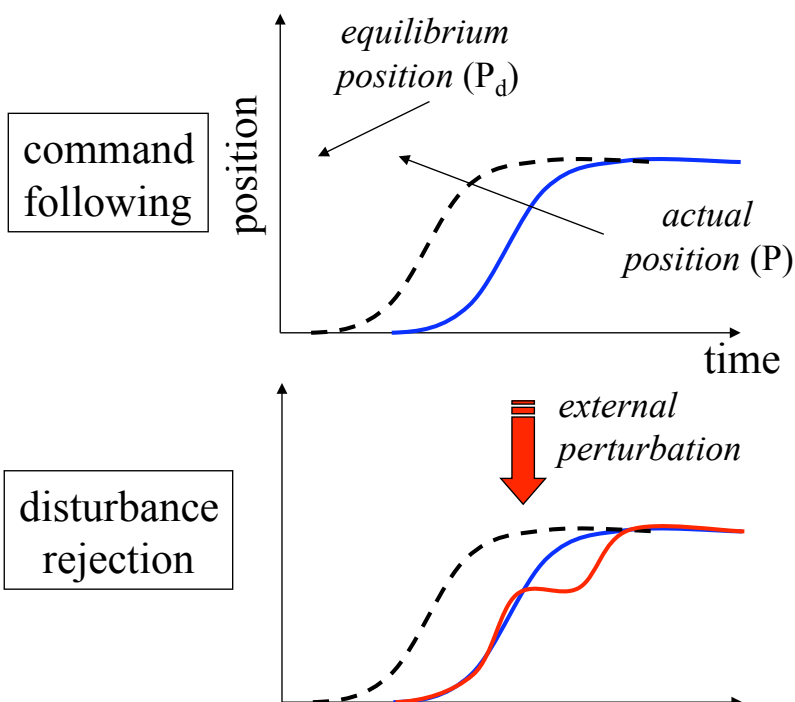 equilibrium
position (Pd)
command
following
position
actual
position (P)
time
external
perturbation
disturbance
rejection